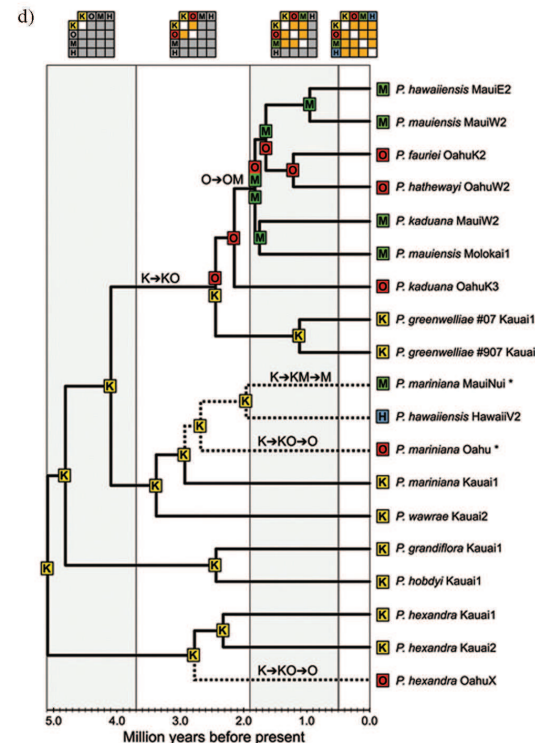 d)
K O M H
K
O
M
H
K O M H
K
O
M
H
K O M H
K
O
M
H
K O M H
K
O
M
H
M P. hawaiiensis MauiE2
M
M P. mauiensis MauiW2
M
O
O P. fauriei OahuK2
O
O P. hathewayi OahuW2
O→OM
O
M
M
M P. kaduana MauiW2
M
M P. mauiensis Molokai1
O
O P. kaduana OahuK3
K→KO
O
K
K P. greenwelliae #07 Kauai1
K
K P. greenwelliae #907 Kauai
K→KM→M
M P. mariniana MauiNui *
K
H P. hawaiiensis HawaiiV2
K
K→KO→O
O P. mariniana Oahu *
K
K
K P. mariniana Kauai1
K
K P. wawrae Kauai2
K
K P. grandiflora Kauai1
K
K P. hobdyi Kauai1
K
K P. hexandra Kauai1
K
K P. hexandra Kauai2
K
K→KO→O
O P. hexandra OahuX
5.0 4.0 3.0 2.0 1.0 0.0
Million years before present